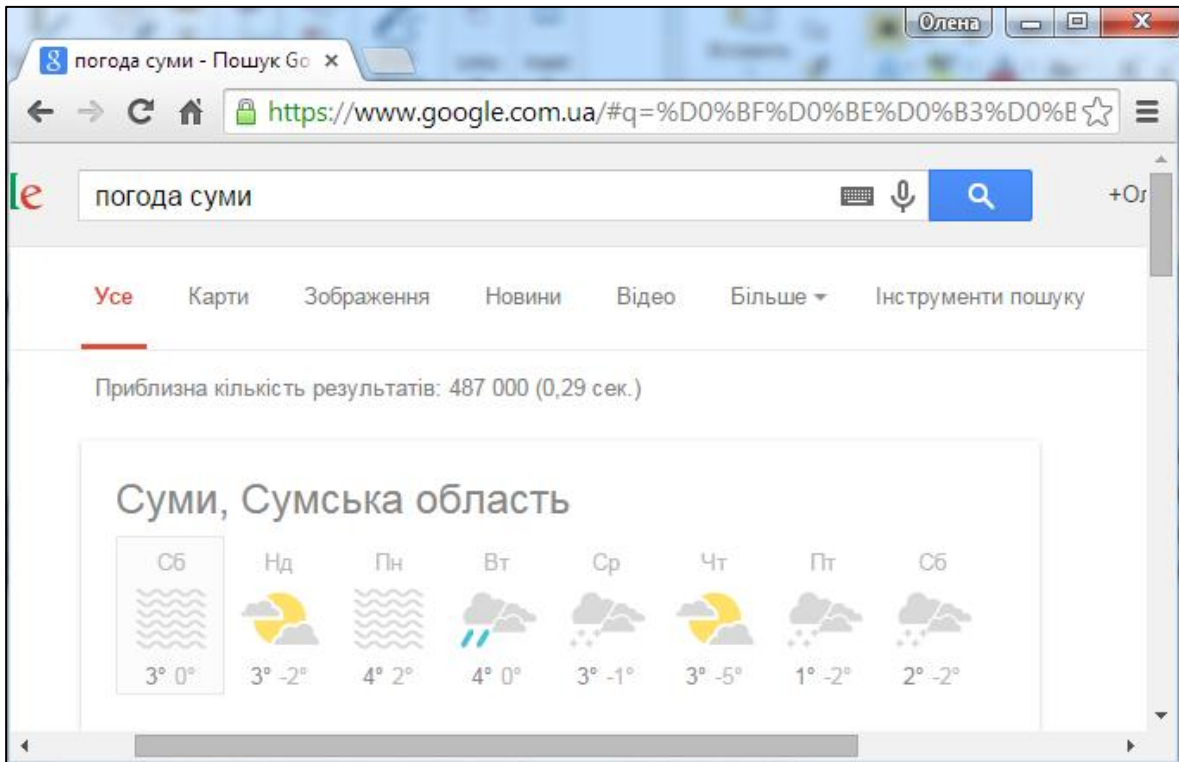 Олена
погода суми - Пошук Go
https://www.google.com.ua/#q=%D0%BF%D0%BE%D0%B3%D0%B
le погода суми +Ол
Усе Карти Зображення Новини Відео Більше Інструменти пошуку
Приблизна кількість результатів: 487 000 (0,29 сек.)
Суми, Сумська область
Сб Нд Пн Вт Ср Чт Пт Сб
3° 0° 3° -2° 4° 2° 4° 0° 3° -1° 3° -5° 1° -2° 2° -2°